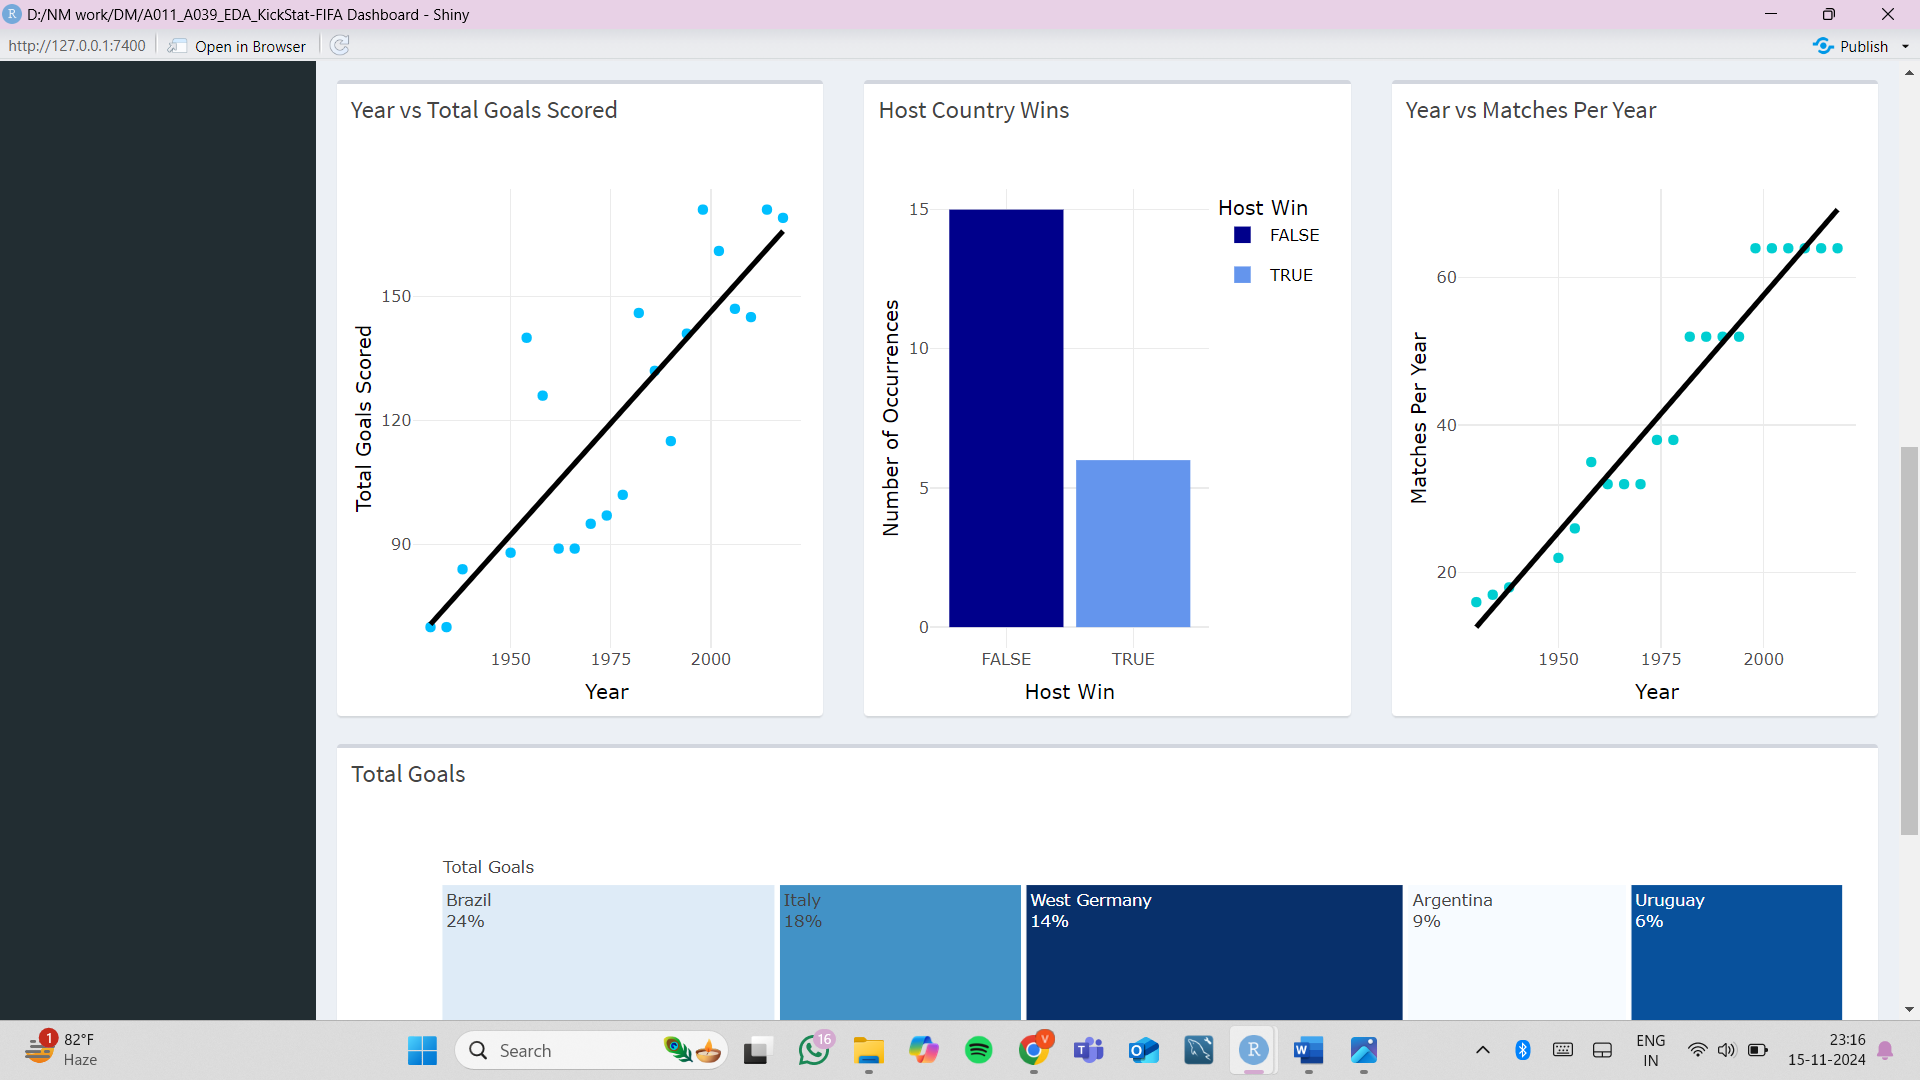 R D:/NM work/DM/A011_A039_EDA_KickStat-FIFA Dashboard - Shiny
http://127.0.0.1:7400 Open in Browser Publish
Year vs Total Goals Scored
150
120
90
Total Goals Scored
1950 1975 2000
Year
Host Country Wins
15
10
5
0
Number of Occurrences
Host Win
FALSE
TRUE
FALSE TRUE
Host Win
Year vs Matches Per Year
60
40
20
Matches Per Year
1950 1975 2000
Year
Total Goals
Total Goals
Brazil
24%
Italy
18%
West Germany
14%
Argentina
9%
Uruguay
6%
1
82°F
Haze
Search
16
V
R
W
ENG
IN
23:16
15-11-2024